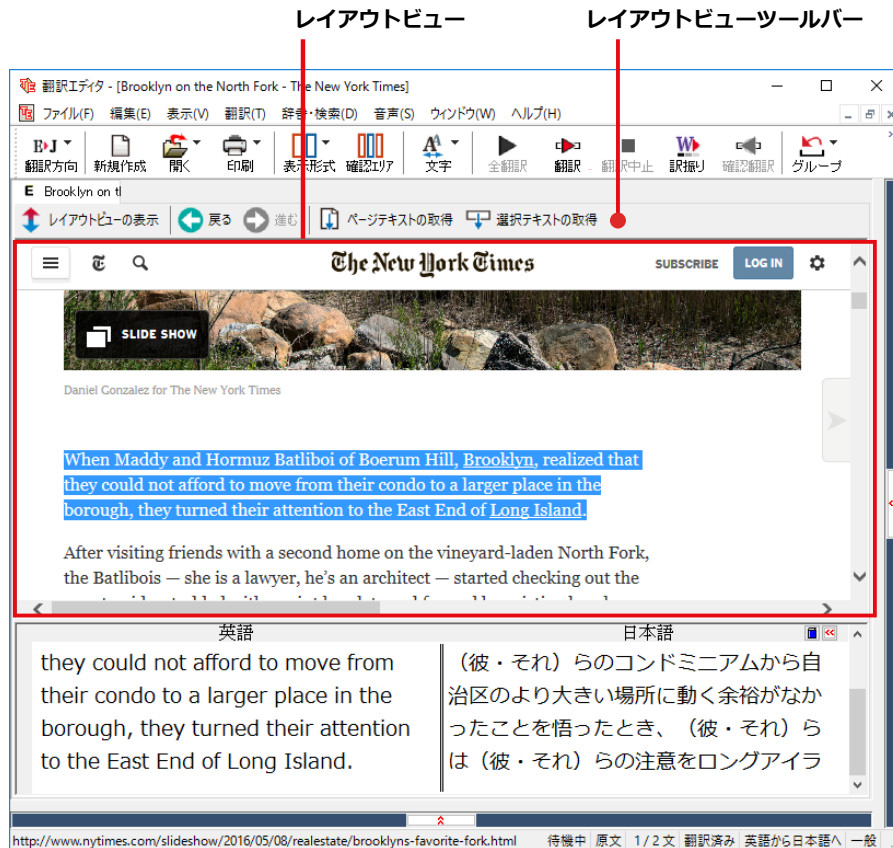 レイアウトビュー レイアウトビューツールバー
翻訳エディタ - [Brooklyn on the North Fork - The New York Times]
ファイル(F) 編集(E) 表示(V) 翻訳(T) 辞書・検索(D) 音声(S) ウィンドウ(W) ヘルプ(H)
E▸J
翻訳方向 新規作成 開く 印刷 表示形式 確認エリア 文字 全翻訳 翻訳 翻訳中止 訳振り 確認翻訳 グループ
E Brooklyn on tl
レイアウトビューの表示 戻る 進む ページテキストの取得 選択テキストの取得
The New York Times SUBSCRIBE LOG IN
SLIDE SHOW
Daniel Gonzalez for The New York Times
When Maddy and Hormuz Batliboi of Boerum Hill, Brooklyn, realized that
they could not afford to move from their condo to a larger place in the
borough, they turned their attention to the East End of Long Island.
After visiting friends with a second home on the vineyard-laden North Fork,
the Batlibois — she is a lawyer, he's an architect — started checking out the
英語 日本語
they could not afford to move from
their condo to a larger place in the
borough, they turned their attention
to the East End of Long Island.
（彼・それ）らのコンドミニアムから自
治区のより大きい場所に動く余裕がなか
ったことを悟ったとき、（彼・それ）ら
は（彼・それ）らの注意をロングアイラ
http://www.nytimes.com/slideshow/2016/05/08/realestate/brooklyns-favorite-fork.html 待機中 原文 1/2文 翻訳済み 英語から日本語へ 一般